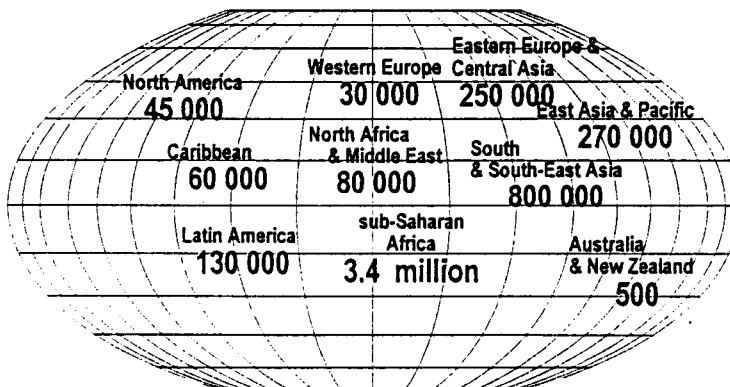 Eastern Europe &
Central Asia
250 000
Western Europe
30 000
North America
45 000
East Asia & Pacific
270 000
North Africa
& Middle East
80 000
South
& South-East Asia
800 000
Caribbean
60 000
sub-Saharan
Africa
3.4 million
Latin America
130 000
Australia
& New Zealand
500